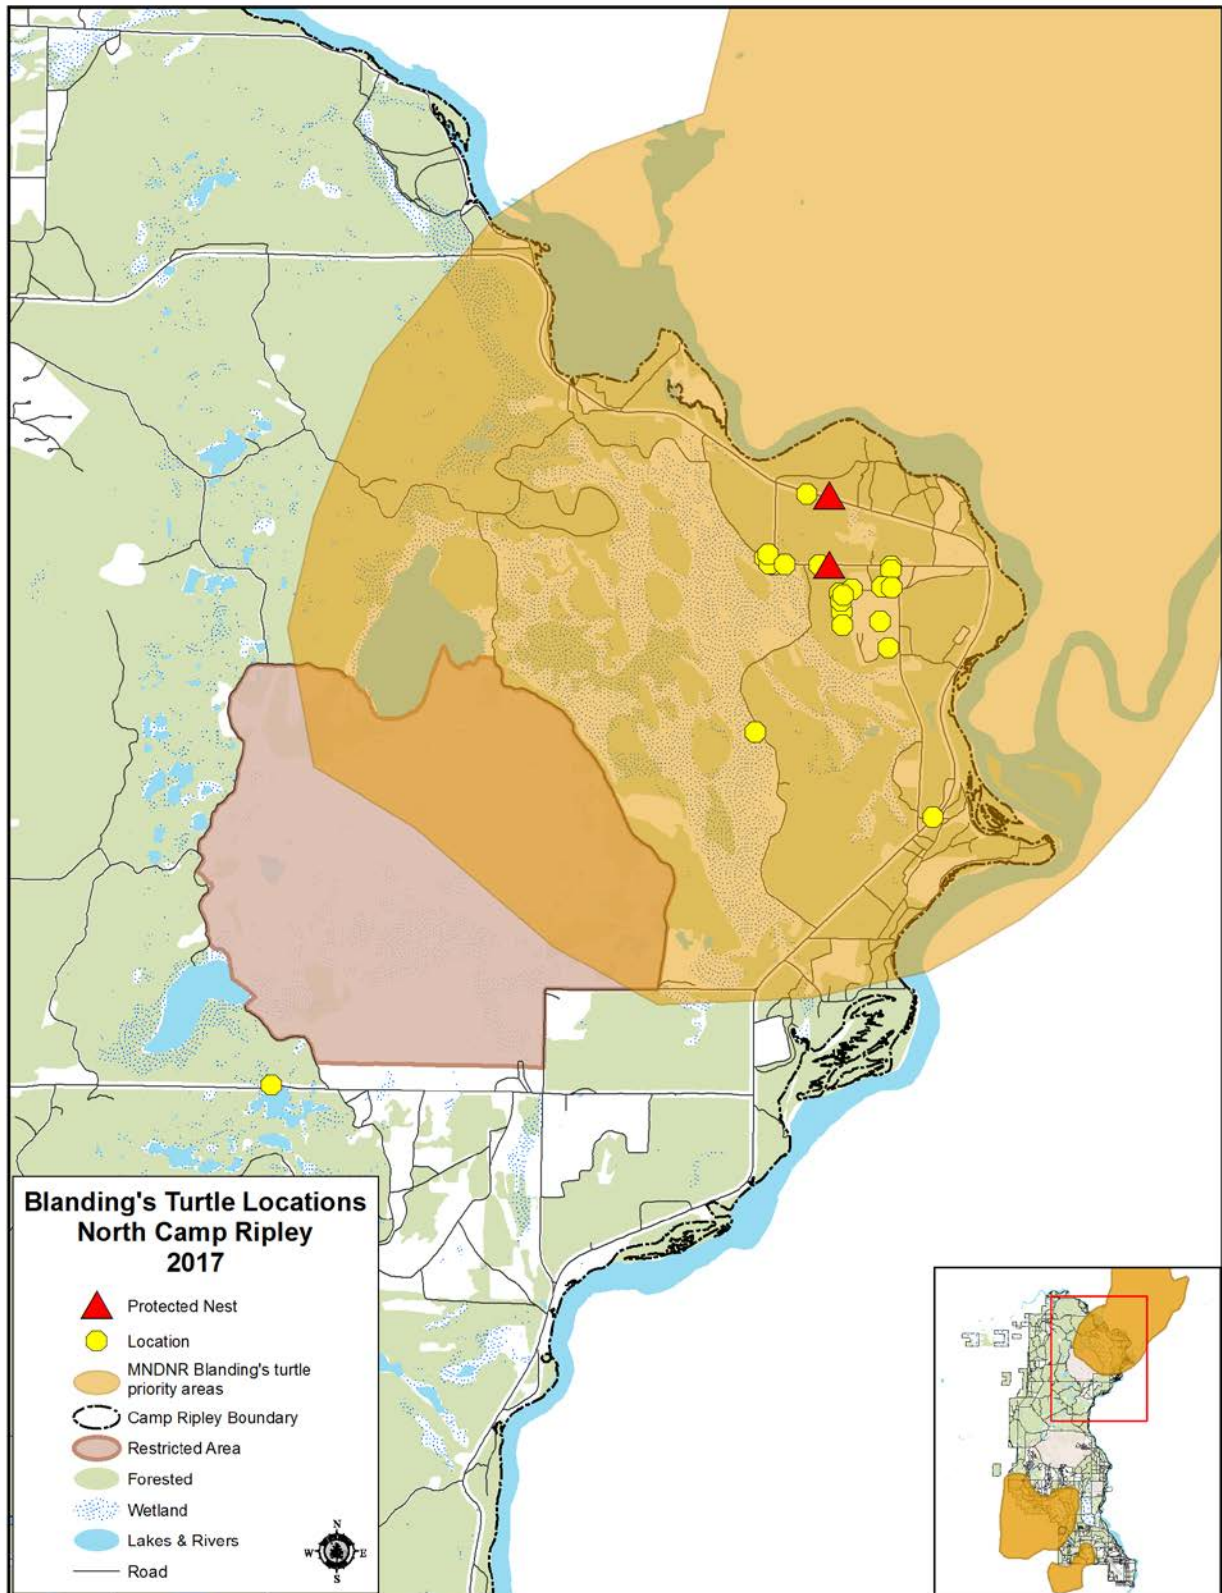 Blanding's Turtle Locations
North Camp Ripley
2017
Protected Nest
Location
MNDNR Blanding's turtle
priority areas
Camp Ripley Boundary
Restricted Area
Forested
Wetland
Lakes & Rivers
Road
N
W E
S